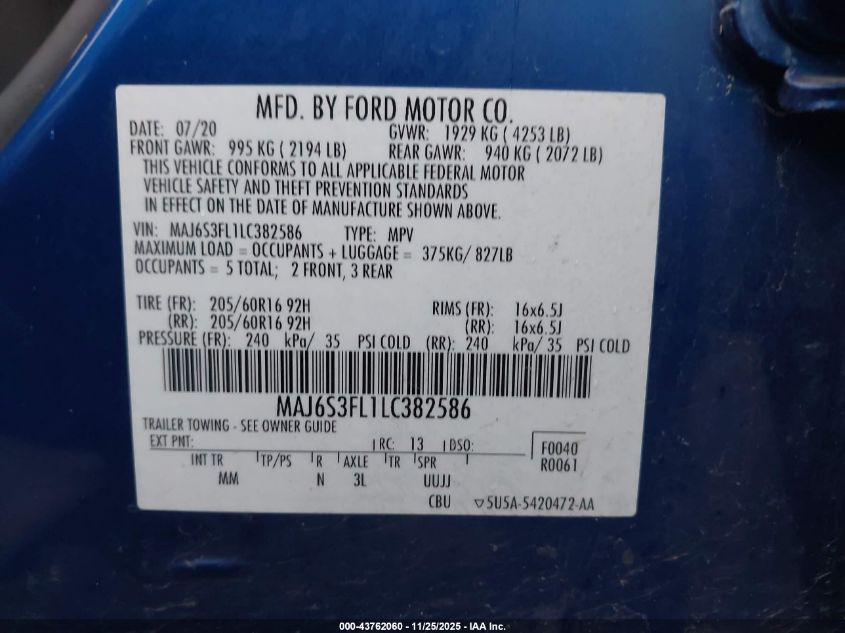 MFD. BY FORD MOTOR CO.
DATE: 07/20 GVWR: 1929 KG ( 4253 LB)
FRONT GAWR: 995 KG ( 2194 LB) REAR GAWR: 940 KG ( 2072 LB)
THIS VEHICLE CONFORMS TO ALL APPLICABLE FEDERAL MOTOR
VEHICLE SAFETY AND THEFT PREVENTION STANDARDS
IN EFFECT ON THE DATE OF MANUFACTURE SHOWN ABOVE.
VIN: MAJ6S3FL1LC382586 TYPE: MPV
MAXIMUM LOAD = OCCUPANTS + LUGGAGE = 375KG/ 827LB
OCCUPANTS = 5 TOTAL; 2 FRONT, 3 REAR
TIRE (FR): 205/60R16 92H RIMS (FR): 16x6.5J
(RR): 205/60R16 92H (RR): 16x6.5J
PRESSURE (FR): 240 kPa/ 35 PSI COLD (RR): 240 kPa/ 35 PSI COLD
MAJ6S3FL1LC382586
TRAILER TOWING - SEE OWNER GUIDE
EXT PNT: RC: 13 DSO: F0040
INT TR TP/PS R AXLE TR SPR R0061
MM N 3L UUJJ
CBU ▽5U5A-5420472-AA
000-43762060 - 11/25/2025 - IAA Inc.